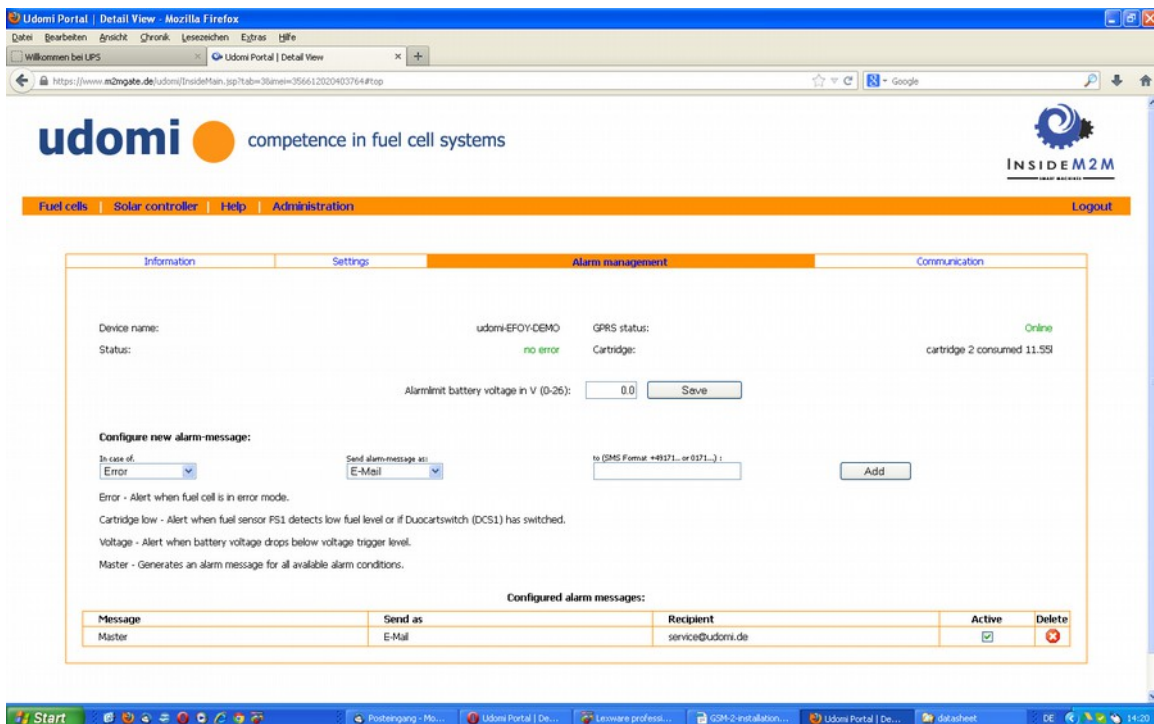 Udomi Portal | Detail View - Mozilla Firefox
Datei Bearbeiten Ansicht Chronik Lesezeichen Extras Hilfe
Willkommen bei UPS
Udomi Portal | Detail View
https://www.m2mgate.de/udomi/InsideMain.jsp?tab=3&imei=356612020403764#top
Google
udomi competence in fuel cell systems
INSIDE M2M
SMART MACHINES
Fuel cells | Solar controller | Help | Administration Logout
Information Settings Alarm management Communication
Device name: udomi-EFOY-DEMO GPRS status: Online
Status: no error Cartridge: cartridge 2 consumed 11.55l
Alarmlimit battery voltage in V (0-26): 0.0 Save
Configure new alarm-message:
In case of: Send alarm-message as: to (SMS Format +49171... or 0171...) :
Error E-Mail Add
Error - Alert when fuel cell is in error mode.
Cartridge low - Alert when fuel sensor FS1 detects low fuel level or if Duocartswitch (DCS1) has switched.
Voltage - Alert when battery voltage drops below voltage trigger level.
Master - Generates an alarm message for all available alarm conditions.
Configured alarm messages:
Message Send as Recipient Active Delete
Master E-Mail service@udomi.de
Start Posteingang - Mo... Udomi Portal | De... Lexware professi... GSM-2-installation... Udomi Portal | De... datasheet DE 14:20